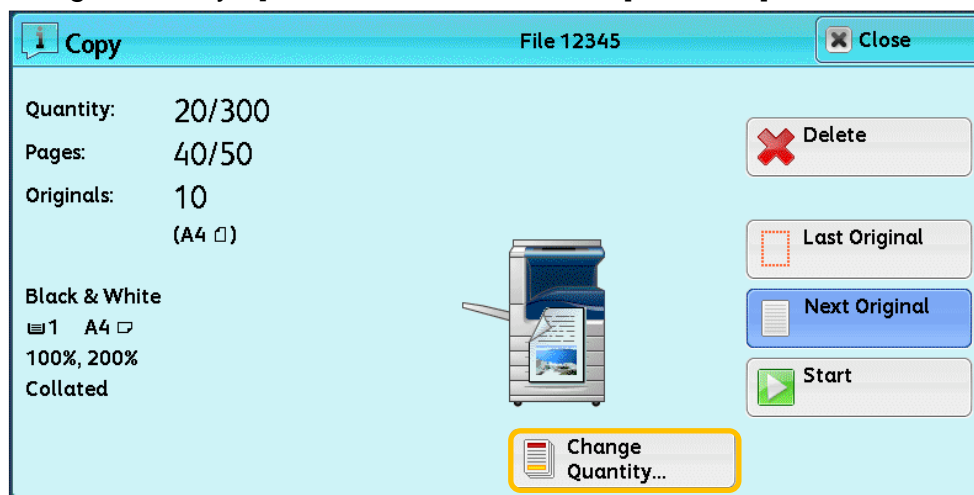 Copy
File 12345
Close
Quantity: 20/300
Pages: 40/50
Originals: 10
(A4)
Black & White
1 A4
100%, 200%
Collated
Delete
Last Original
Next Original
Start
Change
Quantity...